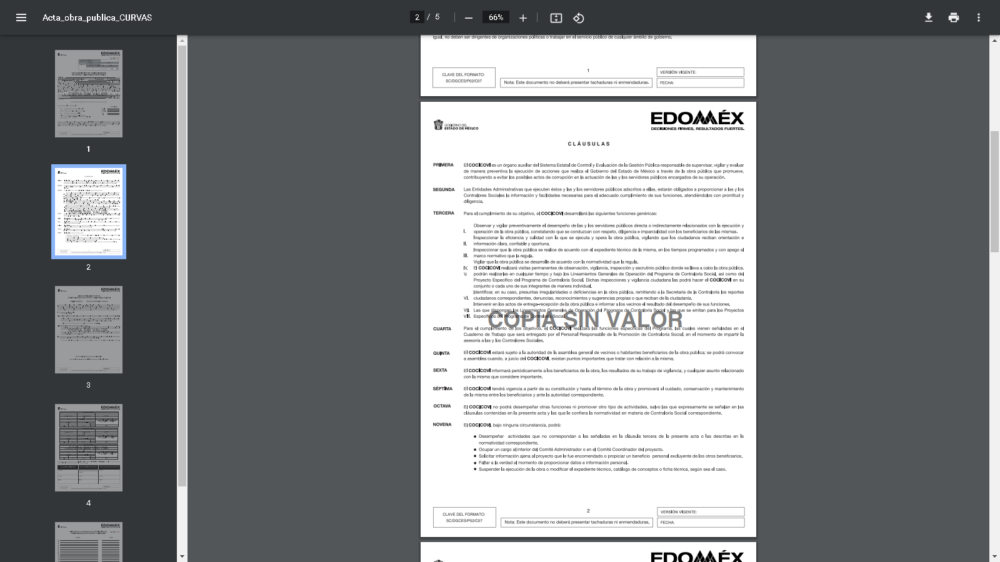 Acta_obra_publica_CURVAS
2 / 5
66%
1
2
3
4
igual, no deben ser dirigentes de organizaciones políticas o trabajar en el servicio público de cualquier ámbito de gobierno.
CLAVE DEL FORMATO:
SC/DGCES/P02/C07
1
Nota: Este documento no deberá presentar tachaduras ni enmendaduras.
VERSIÓN VIGENTE:
FECHA:
GOBIERNO DEL
ESTADO DE MÉXICO
EDOMÉX
DECISIONES FIRMES, RESULTADOS FUERTES.
CLÁUSULAS
PRIMERA El COCICOVI es un órgano auxiliar del Sistema Estatal de Control y Evaluación de la Gestión Pública responsable de supervisar, vigilar y evaluar
de manera preventiva la ejecución de acciones que realiza el Gobierno del Estado de México a través de la obra pública que promueve,
contribuyendo a evitar los posibles actos de corrupción en la actuación de las y los servidores públicos encargados de su operación.
SEGUNDA Las Entidades Administrativas que ejecuten éstos y las y los servidores públicos adscritos a ellas, estarán obligados a proporcionar a las y los
Contralores Sociales la información y facilidades necesarias para el adecuado cumplimiento de sus funciones, atendiéndolos con prontitud y
diligencia.
TERCERA Para el cumplimiento de su objetivo, el COCICOVI desarrollará las siguientes funciones genéricas:
Observar y vigilar preventivamente el desempeño de las y los servidores públicos directa o indirectamente relacionados con la ejecución y
I. operación de la obra pública, constatando que se conduzcan con respeto, diligencia e imparcialidad con los beneficiarios de las mismas.
Inspeccionar la eficiencia y calidad con la que se ejecuta y opera la obra pública, vigilando que los ciudadanos reciban orientación e
II. información clara, confiable y oportuna.
Inspeccionar que la obra pública se realice de acuerdo con el expediente técnico de la misma, en los tiempos programados y con apego al
III. marco normativo que la regula.
Vigilar que la obra pública se desarrolle de acuerdo con la normatividad que la regula.
IV. El COCICOVI realizará visitas permanentes de observación, vigilancia, inspección y escrutinio público donde se lleva a cabo la obra pública,
V. podrán realizarlas en cualquier tiempo y bajo los Lineamientos Generales de Operación del Programa de Contraloría Social, así como del
Proyecto Específico del Programa de Contraloría Social. Dichas inspecciones y vigilancia ciudadana las podrá hacer el COCICOVI en su
conjunto o cada uno de sus integrantes de manera individual.
Identificar, en su caso, presuntas irregularidades o deficiencias en la obra pública, remitiendo a la Secretaría de la Contraloría los reportes
VI. ciudadanos correspondientes, denuncias, reconocimientos y sugerencias propias o que reciban de la ciudadanía.
Intervenir en los actos de entrega–recepción de la obra pública e informar a los vecinos el resultado del desempeño de sus funciones.
VII. Las que dispongan los Lineamientos Generales de Operación del Programa de Contraloría Social y las que se emitan para los Proyectos
VIII. Específicos del Programa de Contraloría Social.
COPIA SIN VALOR
CUARTA Para el cumplimiento de los objetivos, el COCICOVI realizará las funciones específicas del Programa, las cuales vienen señaladas en el
Cuaderno de Trabajo que será entregado por el Personal Responsable de la Promoción de Contraloría Social, en el momento de impartir la
asesoría a las y los Contralores Sociales.
QUINTA El COCICOVI estará sujeto a la autoridad de la asamblea general de vecinos o habitantes beneficiarios de la obra pública; se podrá convocar
a asamblea cuando, a juicio del COCICOVI, existan puntos importantes que tratar con relación a la misma.
SEXTA El COCICOVI informará periódicamente a los beneficiarios de la obra, los resultados de su trabajo de vigilancia, y cualquier asunto relacionado
con la misma que considere importante.
SÉPTIMA El COCICOVI tendrá vigencia a partir de su constitución y hasta el término de la obra y promoverá el cuidado, conservación y mantenimiento
de la misma entre los beneficiarios y ante la autoridad correspondiente.
OCTAVA El COCICOVI no podrá desempeñar otras funciones ni promover otro tipo de actividades, salvo las que expresamente se señalan en las
cláusulas contenidas en la presente acta y las que le confiera la normatividad en materia de Contraloría Social correspondiente.
NOVENA El COCICOVI, bajo ninguna circunstancia, podrá:
● Desempeñar actividades que no correspondan a las señaladas en la cláusula tercera de la presente acta o las descritas en la
normatividad correspondiente.
● Ocupar un cargo al interior del Comité Administrador o en el Comité Coordinador del proyecto.
● Solicitar información ajena al proyecto que le fue encomendado o propiciar un beneficio personal excluyente de los otros beneficiarios.
● Faltar a la verdad al momento de proporcionar datos e información personal.
● Suspender la ejecución de la obra o modificar el expediente técnico, catálogo de conceptos o ficha técnica, según sea el caso.
CLAVE DEL FORMATO:
SC/DGCES/P02/C07
2
Nota: Este documento no deberá presentar tachaduras ni enmendaduras.
VERSIÓN VIGENTE:
FECHA:
EDOMÉX